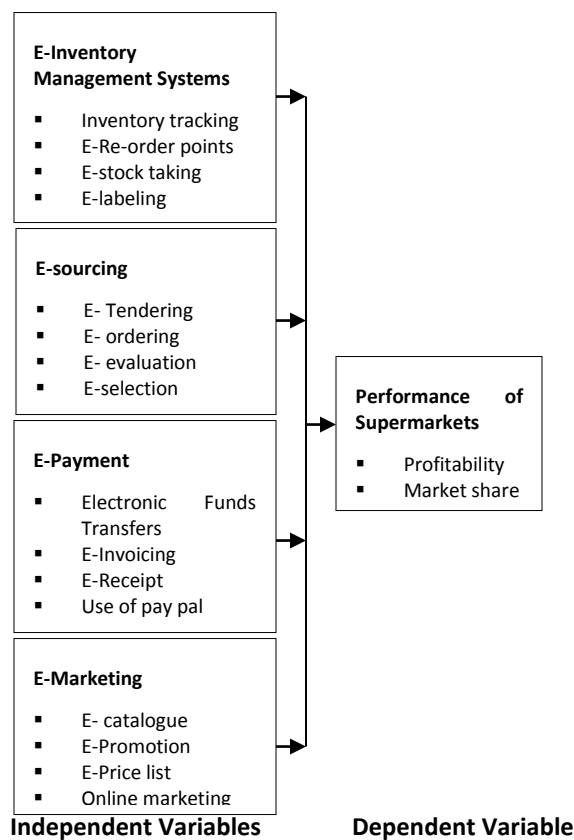 E-Inventory
Management Systems
▪ Inventory tracking
▪ E-Re-order points
▪ E-stock taking
▪ E-labeling
E-sourcing
▪ E- Tendering
▪ E- ordering
▪ E- evaluation
▪ E-selection
E-Payment
▪ Electronic Funds
Transfers
▪ E-Invoicing
▪ E-Receipt
▪ Use of pay pal
E-Marketing
▪ E- catalogue
▪ E-Promotion
▪ E-Price list
▪ Online marketing
Performance of
Supermarkets
▪ Profitability
▪ Market share
Independent Variables
Dependent Variable